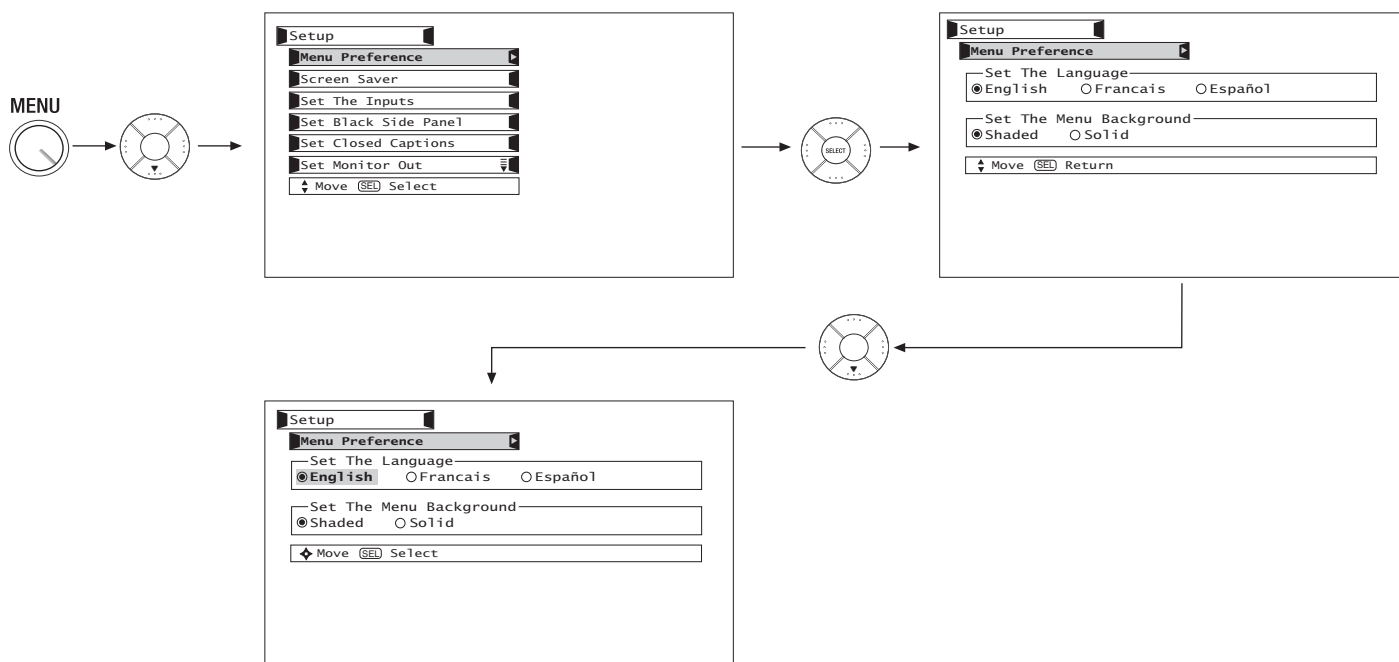 MENU
Setup
Menu Preference
Screen Saver
Set The Inputs
Set Black Side Panel
Set Closed Captions
Set Monitor Out
Move SEL Select
SELECT
Setup
Menu Preference
Set The Language
English Francais Español
Set The Menu Background
Shaded Solid
Move SEL Return
Setup
Menu Preference
Set The Language
English Francais Español
Set The Menu Background
Shaded Solid
Move SEL Select